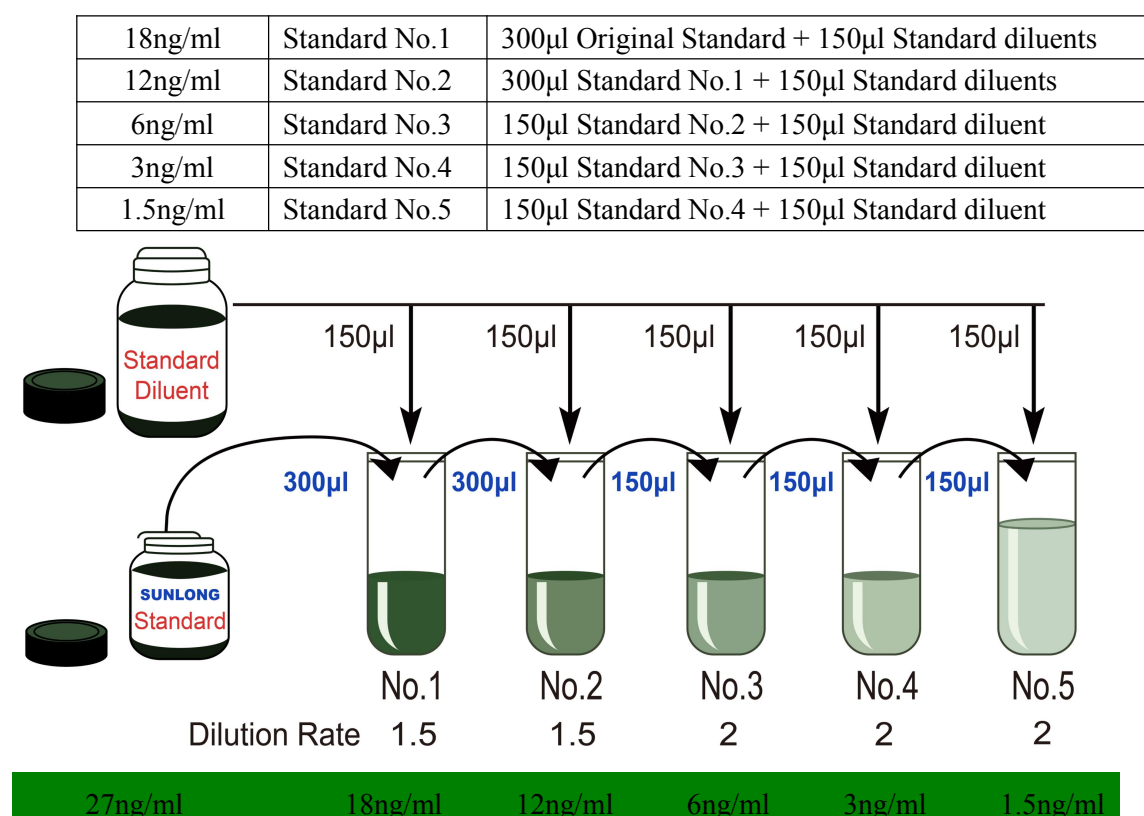 18ng/ml Standard No.1 300μl Original Standard + 150μl Standard diluents
12ng/ml Standard No.2 300μl Standard No.1 + 150μl Standard diluents
6ng/ml Standard No.3 150μl Standard No.2 + 150μl Standard diluent
3ng/ml Standard No.4 150μl Standard No.3 + 150μl Standard diluent
1.5ng/ml Standard No.5 150μl Standard No.4 + 150μl Standard diluent
150μl 150μl 150μl 150μl 150μl
Standard
Diluent
300μl 300μl 150μl 150μl 150μl
SUNLONG
Standard
No.1 No.2 No.3 No.4 No.5
Dilution Rate 1.5 1.5 2 2 2
27ng/ml 18ng/ml 12ng/ml 6ng/ml 3ng/ml 1.5ng/ml